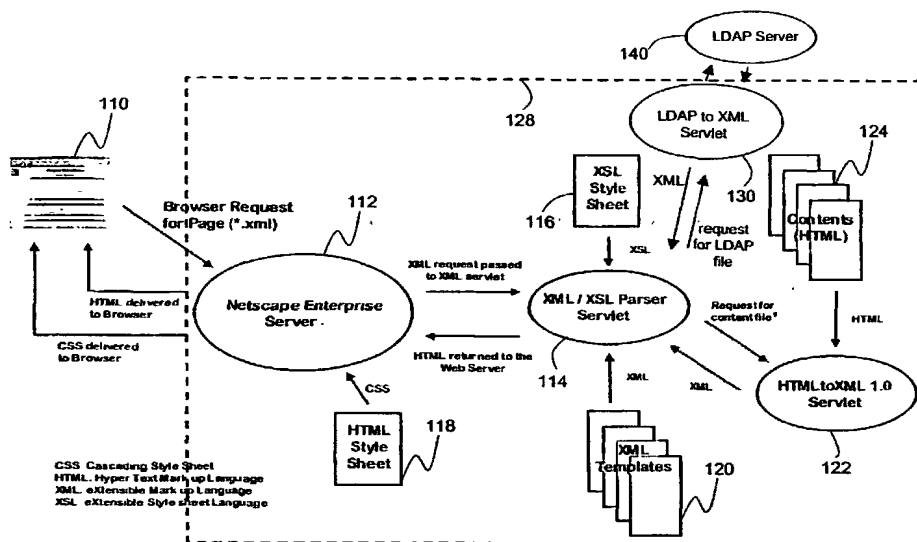 140
LDAP Server
128
110
LDAP to XML
Servlet
124
XSL
Style
Sheet
116
XML
130
Contents
(HTML)
112
Browser Request
for Page (*.xml)
request
for LDAP
file
XSL
XML request passed
to XML servlet
HTML delivered
to Browser
Netscape Enterprise
Server
XML / XSL Parser
Servlet
Request for
content file*
HTML
CSS delivered
to Browser
HTML returned to the
Web Server
114
XML
XML
HTMLtoXML 1.0
Servlet
CSS
HTML
Style
Sheet
118
XML
Templates
120
122
CSS Cascading Style Sheet
HTML. Hyper Text Mark up Language
XML. eXtensible Mark up Language
XSL eXtensible Style sheet Language